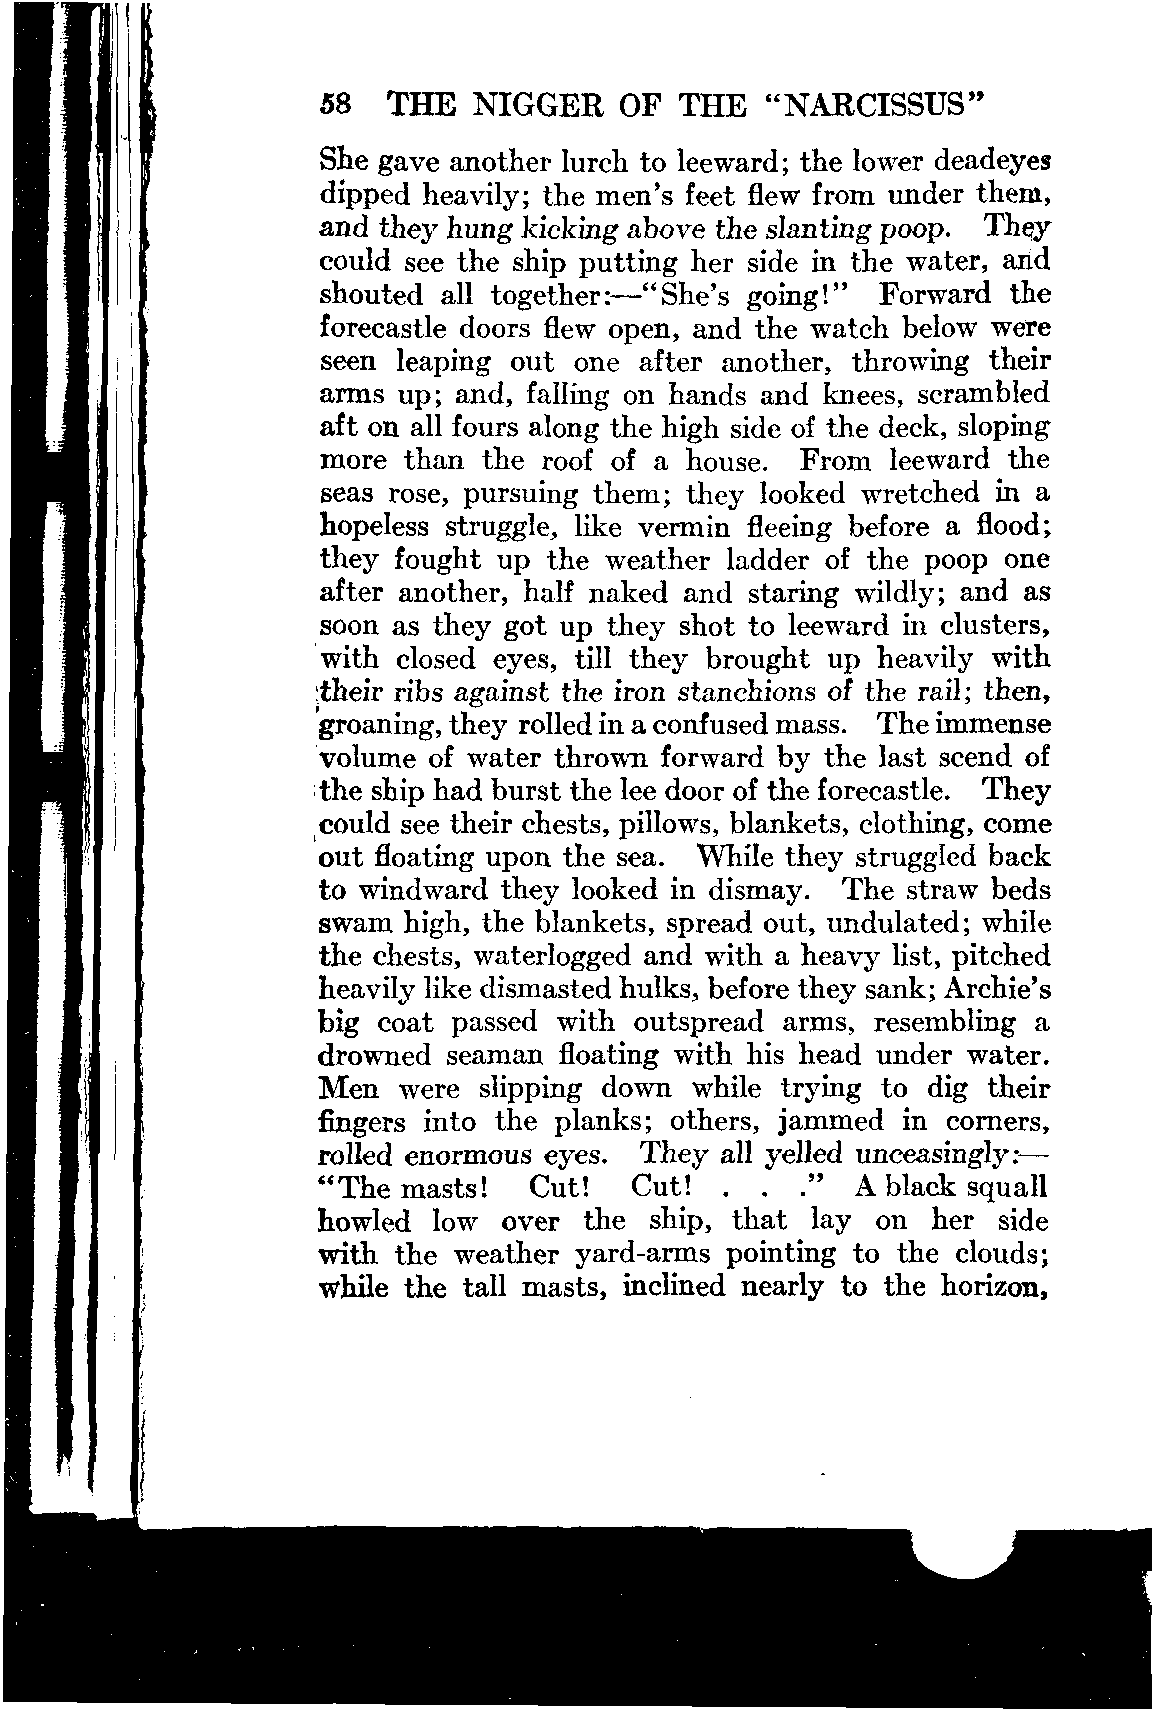 58 THE NIGGER OF THE “NARCISSUS”
She gave another lurch to leeward; the lower deadeyes
dipped heavily; the men’s feet flew from under them,
and they hung kicking above the slanting poop. They
could see the ship putting her side in the water, and
shouted all together:—“She’s going!” Forward the
forecastle doors flew open, and the watch below were
seen leaping out one after another, throwing their
arms up; and, falling on hands and knees, scrambled
aft on all fours along the high side of the deck, sloping
more than the roof of a house. From leeward the
seas rose, pursuing them; they looked wretched in a
hopeless struggle, like vermin fleeing before a flood;
they fought up the weather ladder of the poop one
after another, half naked and staring wildly; and as
soon as they got up they shot to leeward in clusters,
with closed eyes, till they brought up heavily with
their ribs against the iron stanchions of the rail; then,
groaning, they rolled in a confused mass. The immense
volume of water thrown forward by the last scend of
the ship had burst the lee door of the forecastle. They
could see their chests, pillows, blankets, clothing, come
out floating upon the sea. While they struggled back
to windward they looked in dismay. The straw beds
swam high, the blankets, spread out, undulated; while
the chests, waterlogged and with a heavy list, pitched
heavily like dismasted hulks, before they sank; Archie’s
big coat passed with outspread arms, resembling a
drowned seaman floating with his head under water.
Men were slipping down while trying to dig their
fingers into the planks; others, jammed in corners,
rolled enormous eyes. They all yelled unceasingly:—
“The masts! Cut! Cut! . . .” A black squall
howled low over the ship, that lay on her side
with the weather yard-arms pointing to the clouds;
while the tall masts, inclined nearly to the horizon,